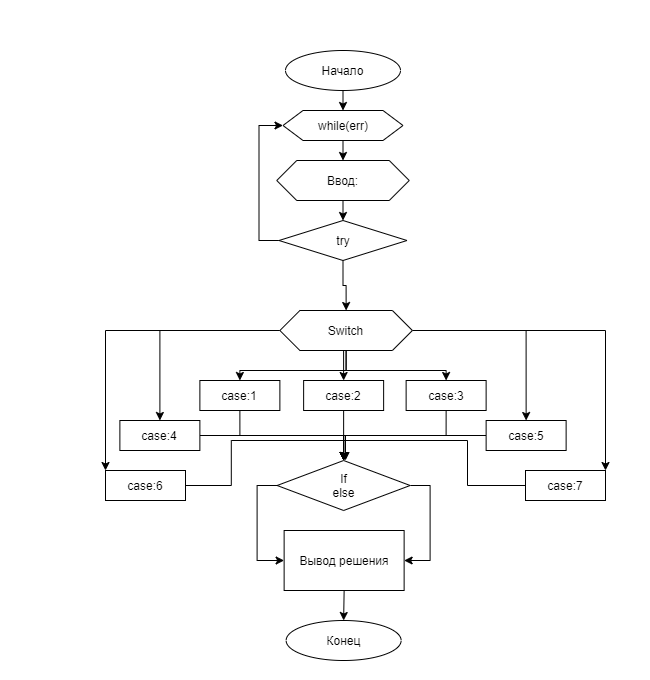 Начало
while(err)
Ввод:
try
Switch
case:1
case:2
case:3
case:4
case:5
case:6
case:7
If
else
Вывод решения
Конец